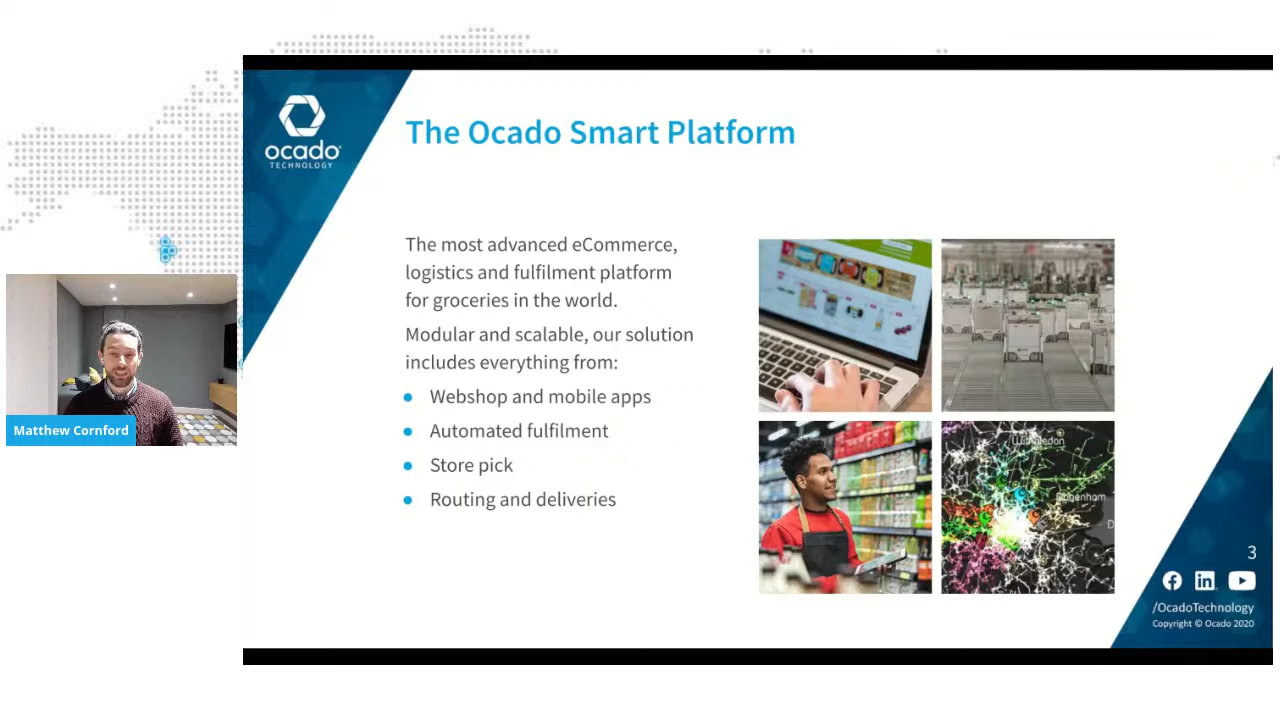 ocado
TECHNOLOGY
The Ocado Smart Platform
The most advanced eCommerce,
logistics and fulfilment platform
for groceries in the world.
Modular and scalable, our solution
includes everything from:
Webshop and mobile apps
Automated fulfilment
Store pick
Routing and deliveries
Matthew Cornford
Wimbledon
Dagenham
D
3
/OcadoTechnology
Copyright © Ocado 2020